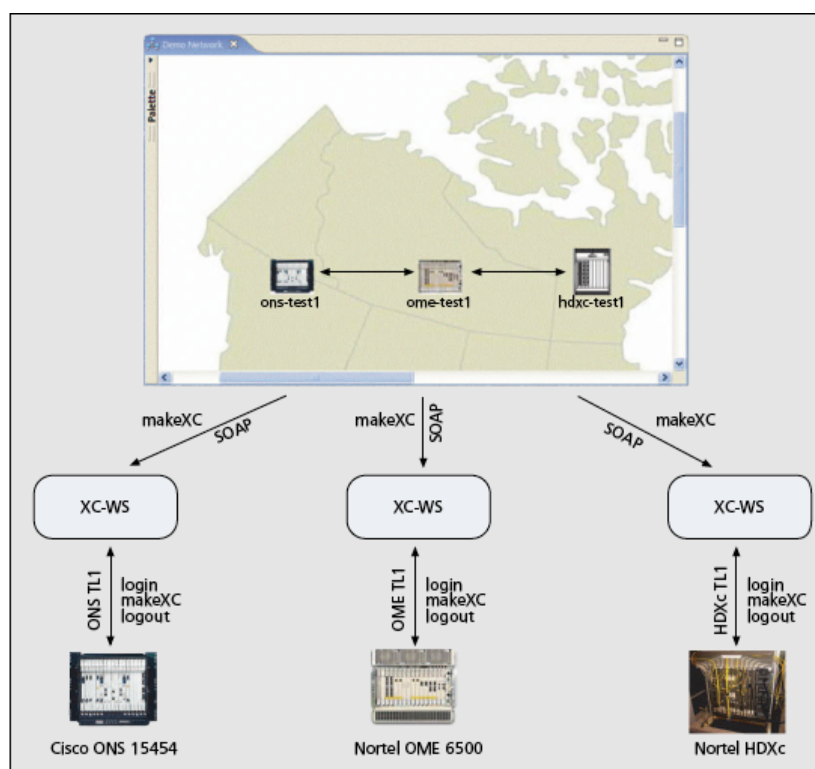 Demo Network
Palette
ons-test1
ome-test1
hdxc-test1
makeXC
SOAP
makeXC
SOAP
SOAP
makeXC
XC-WS
XC-WS
XC-WS
ONS TL1
login
makeXC
logout
OME TL1
login
makeXC
logout
HDXc TL1
login
makeXC
logout
Cisco ONS 15454
Nortel OME 6500
Nortel HDXc